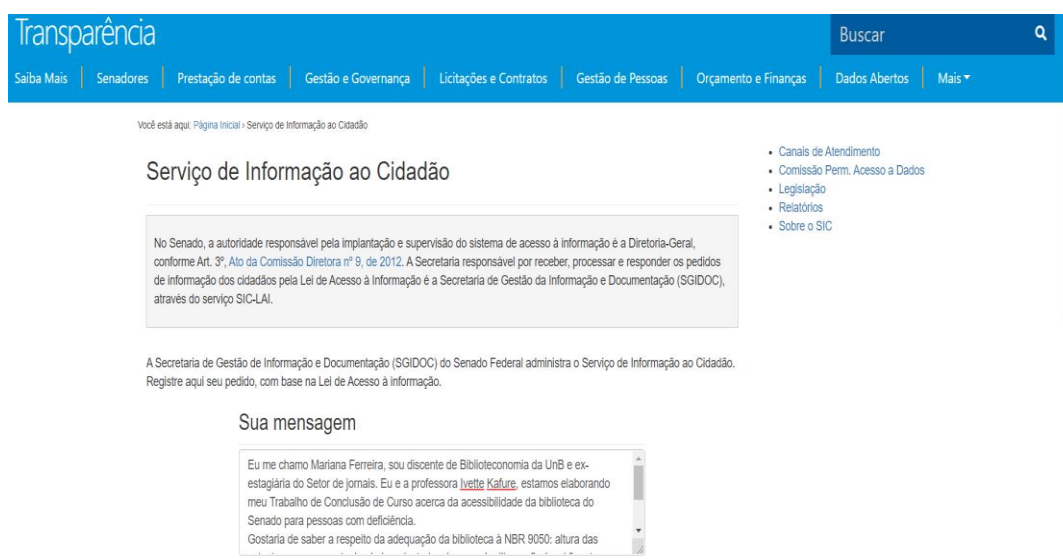 Transparência
Buscar
Saiba Mais Senadores Prestação de contas Gestão e Governança Licitações e Contratos Gestão de Pessoas Orçamento e Finanças Dados Abertos Mais
Você está aqui: Página Inicial › Serviço de Informação ao Cidadão
Serviço de Informação ao Cidadão
No Senado, a autoridade responsável pela implantação e supervisão do sistema de acesso à informação é a Diretoria-Geral,
conforme Art. 3º, Ato da Comissão Diretora nº 9, de 2012. A Secretaria responsável por receber, processar e responder os pedidos
de informação dos cidadãos pela Lei de Acesso à Informação é a Secretaria de Gestão da Informação e Documentação (SGIDOC),
através do serviço SIC-LAI.
A Secretaria de Gestão de Informação e Documentação (SGIDOC) do Senado Federal administra o Serviço de Informação ao Cidadão.
Registre aqui seu pedido, com base na Lei de Acesso à informação.
Sua mensagem
Eu me chamo Mariana Ferreira, sou discente de Biblioteconomia da UnB e ex-
estagiária do Setor de jornais. Eu e a professora Ivette Kafure, estamos elaborando
meu Trabalho de Conclusão de Curso acerca da acessibilidade da biblioteca do
Senado para pessoas com deficiência.
Gostaria de saber a respeito da adequação da biblioteca à NBR 9050: altura das
• Canais de Atendimento
• Comissão Perm. Acesso a Dados
• Legislação
• Relatórios
• Sobre o SIC